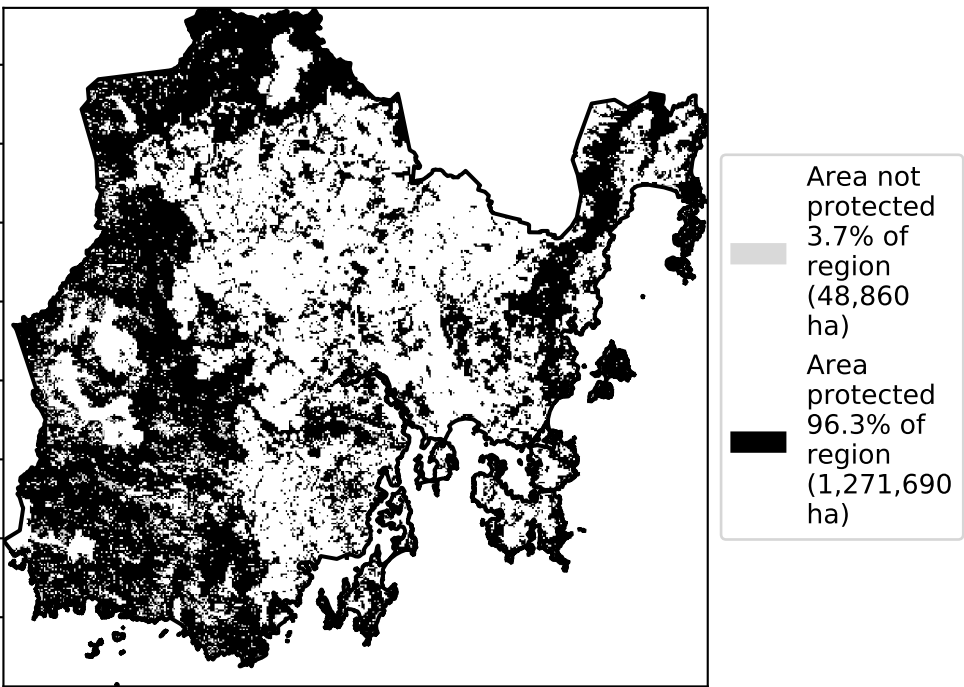 Area not
protected
3.7% of
region
(48,860
ha)
Area
protected
96.3% of
region
(1,271,690
ha)